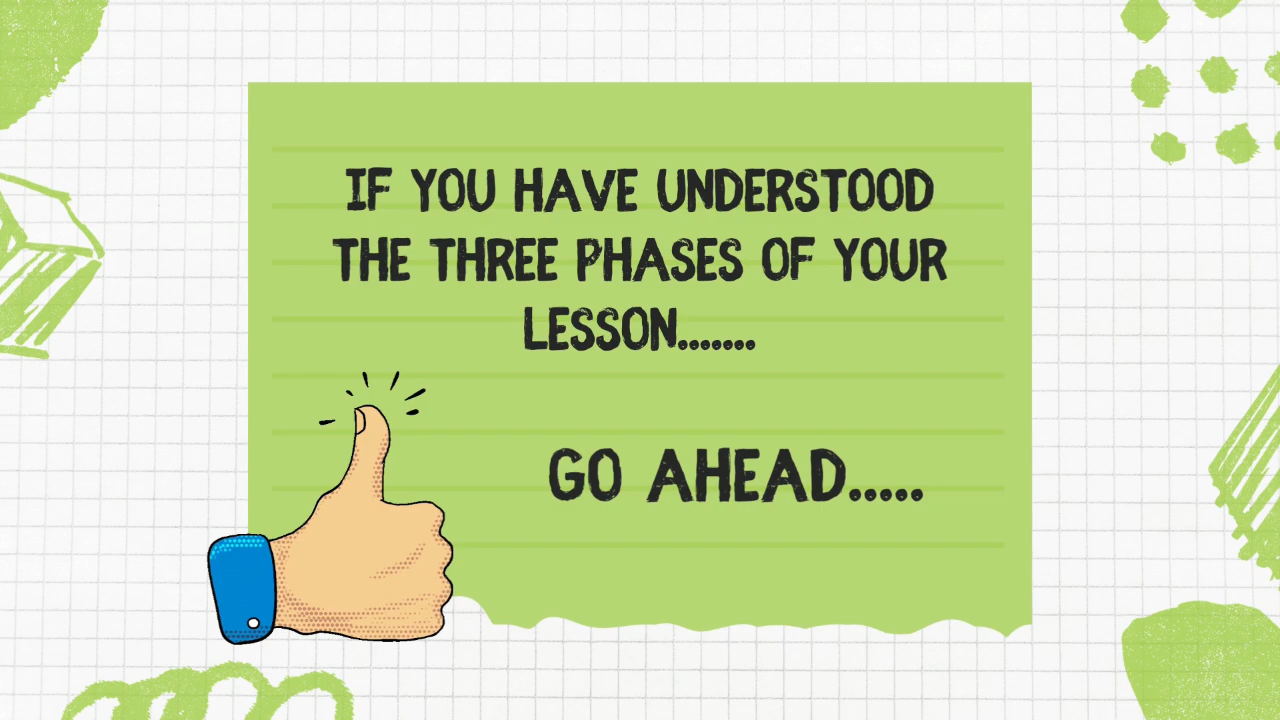 IF YOU HAVE UNDERSTOOD
THE THREE PHASES OF YOUR
LESSON.......
GO AHEAD.....